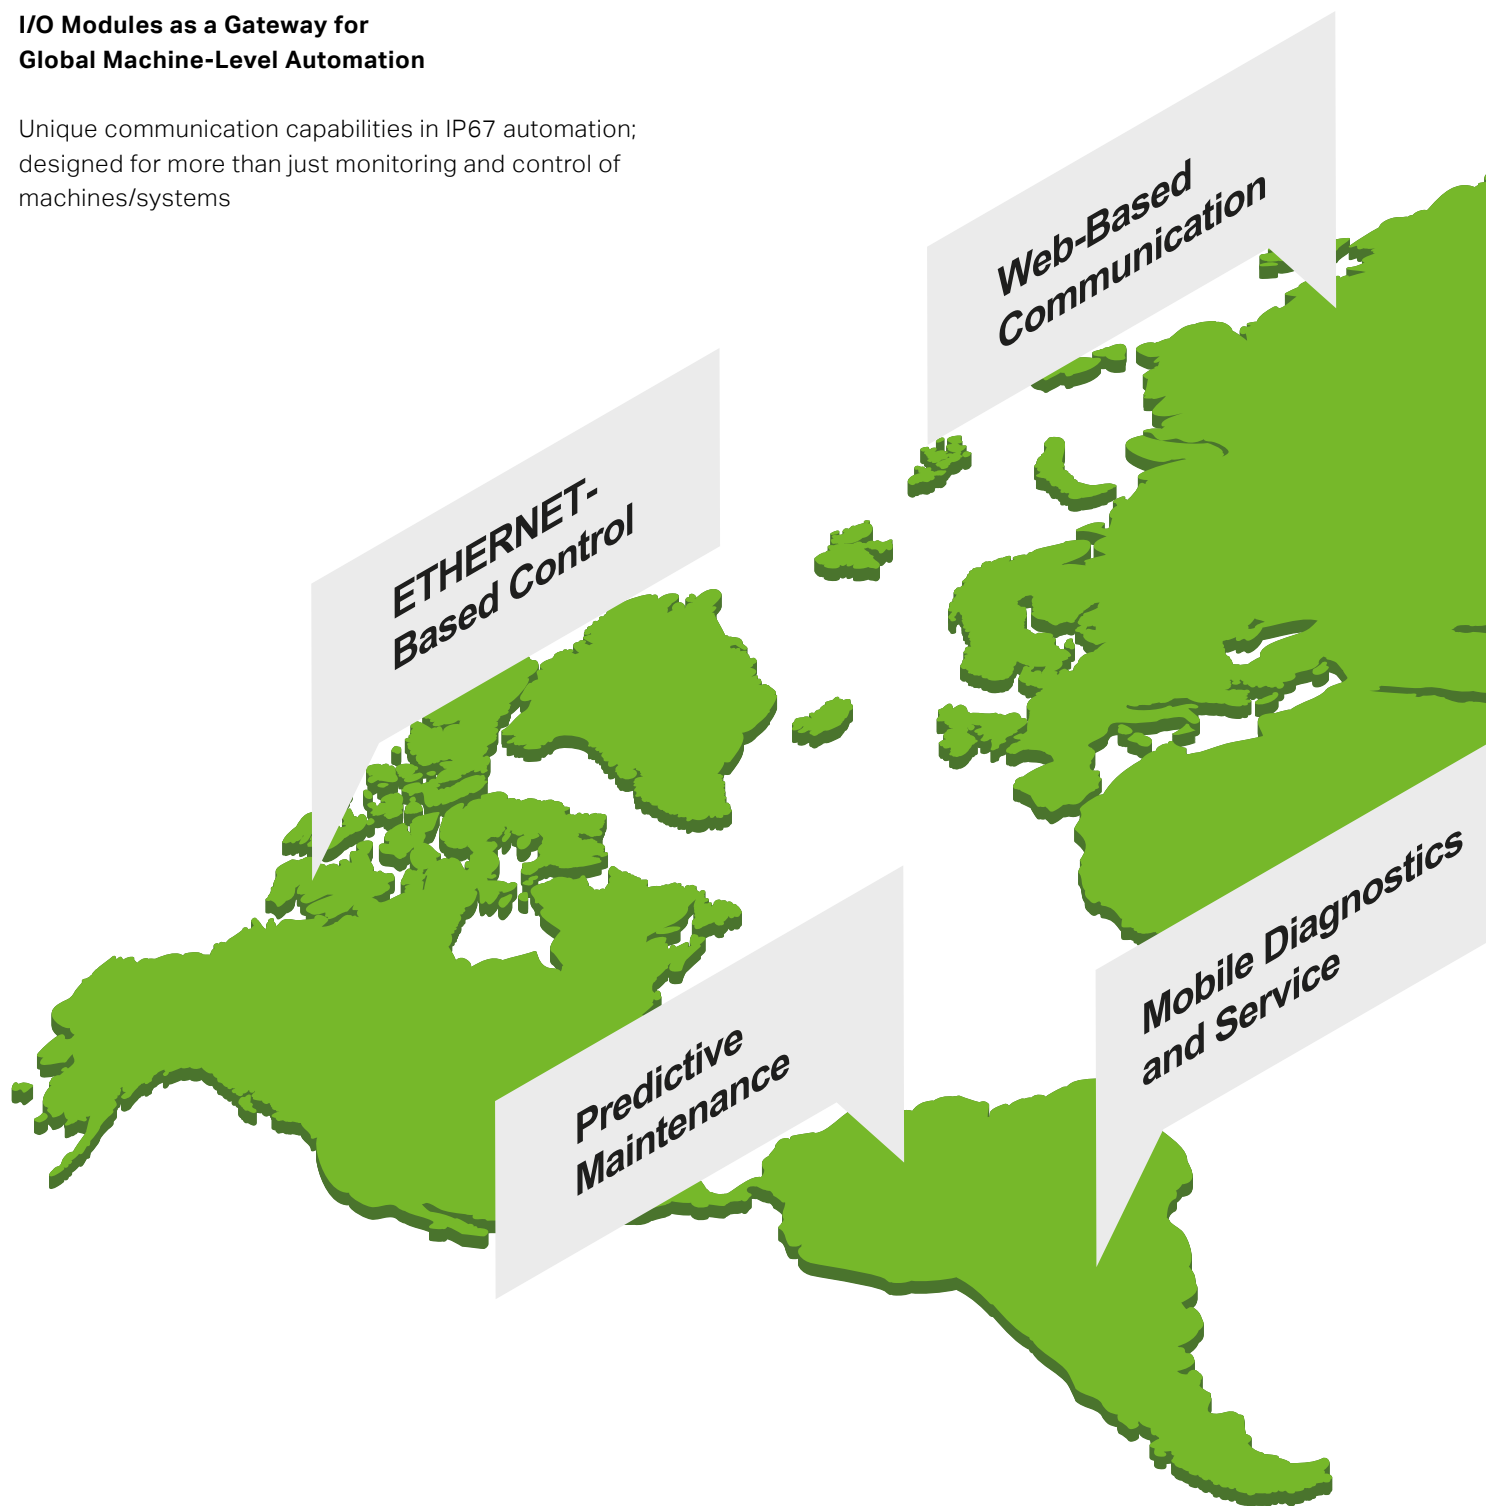 I/O Modules as a Gateway for
Global Machine-Level Automation
Unique communication capabilities in IP67 automation;
designed for more than just monitoring and control of
machines/systems
Web-Based
Communication
ETHERNET-
Based Control
Mobile Diagnostics
and Service
Predictive
Maintenance